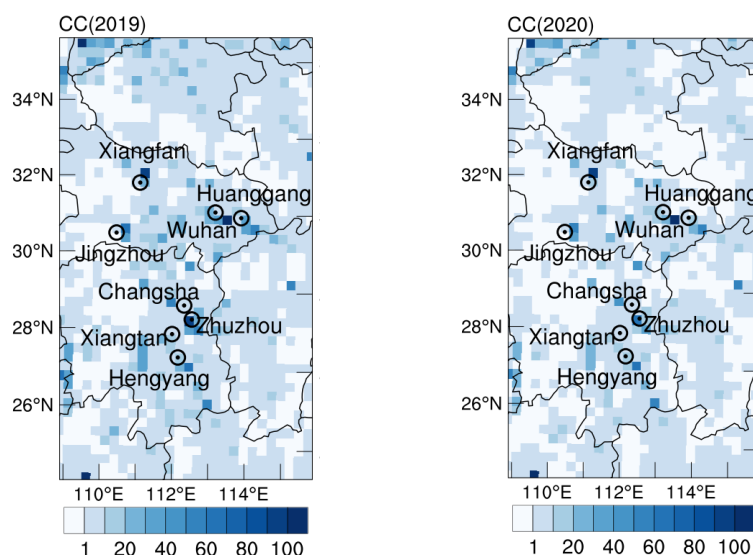 CC(2019)
34°N
32°N
30°N
28°N
26°N
Xiangfan
Huanggang
Wuhan
Jingzhou
Changsha
Zhuzhou
Xiangtan
Hengyang
110°E 112°E 114°E
1 20 40 60 80 100
CC(2020)
34°N
32°N
30°N
28°N
26°N
Xiangfan
Huanggang
Wuhan
Jingzhou
Changsha
Zhuzhou
Xiangtan
Hengyang
110°E 112°E 114°E
1 20 40 60 80 100